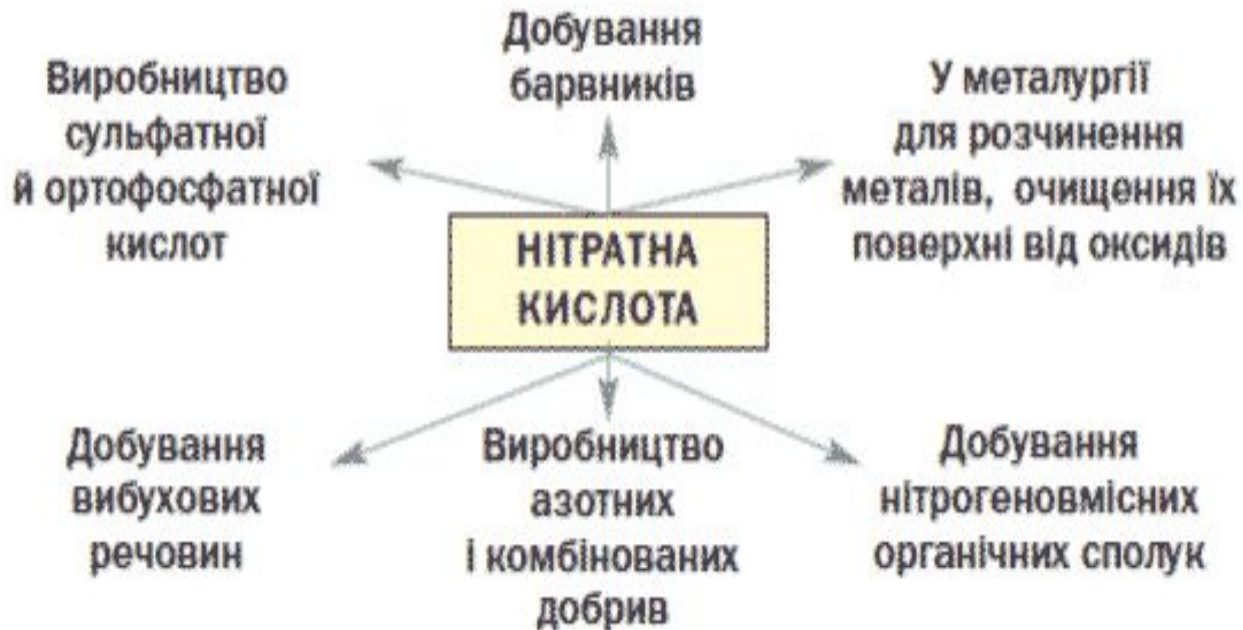 Добування
барвників
Виробництво
сульфатної
й ортофосфатної
кислот
У металургії
для розчинення
металів, очищення їх
поверхні від оксидів
НІТРАТНА
КИСЛОТА
Добування
вибухових
речовин
Виробництво
азотних
і комбінованих
добрив
Добування
нітрогеновмісних
органічних сполук